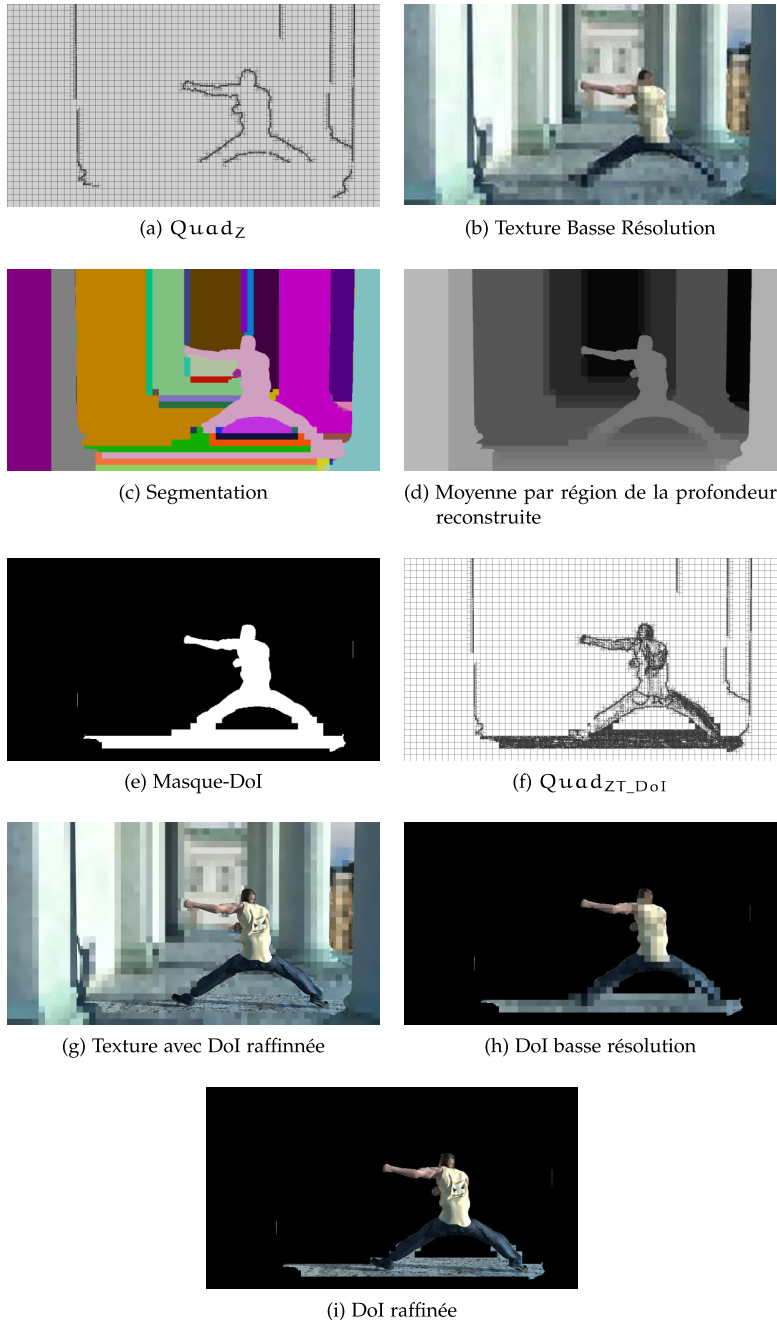 (a) Quad_Z
(b) Texture Basse Résolution
(c) Segmentation
(d) Moyenne par région de la profondeur
reconstruite
(e) Masque-DoI
(f) Quad_ZT_DoI
(g) Texture avec DoI raffinnée
(h) DoI basse résolution
(i) DoI raffinée